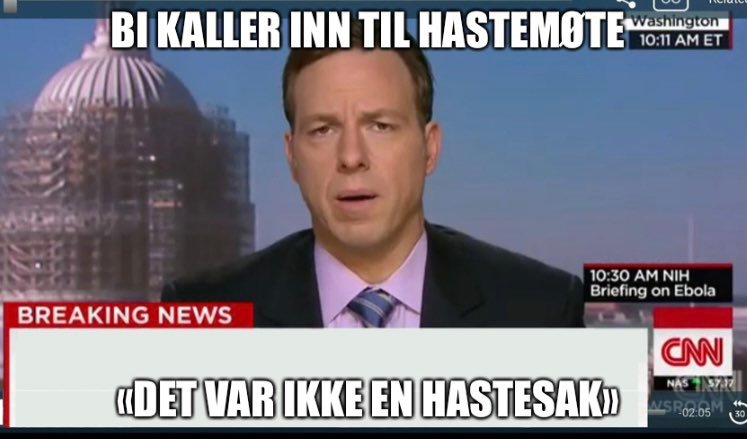 BI KALLER INN TIL HASTEMØTE
Washington
10:11 AM ET
10:30 AM NIH
Briefing on Ebola
BREAKING NEWS
CNN
«DET VAR IKKE EN HASTESAK»
NAS
57.17
-02:05
30